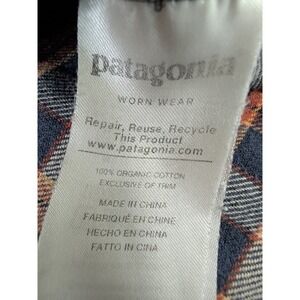 patagonia
WORN WEAR
Repair, Reuse, Recycle
This Product
www.patagonia.com
100% ORGANIC COTTON
EXCLUSIVE OF TRIM
MADE IN CHINA
FABRIQUÉ EN CHINE
HECHO EN CHINA
FATTO IN CINA